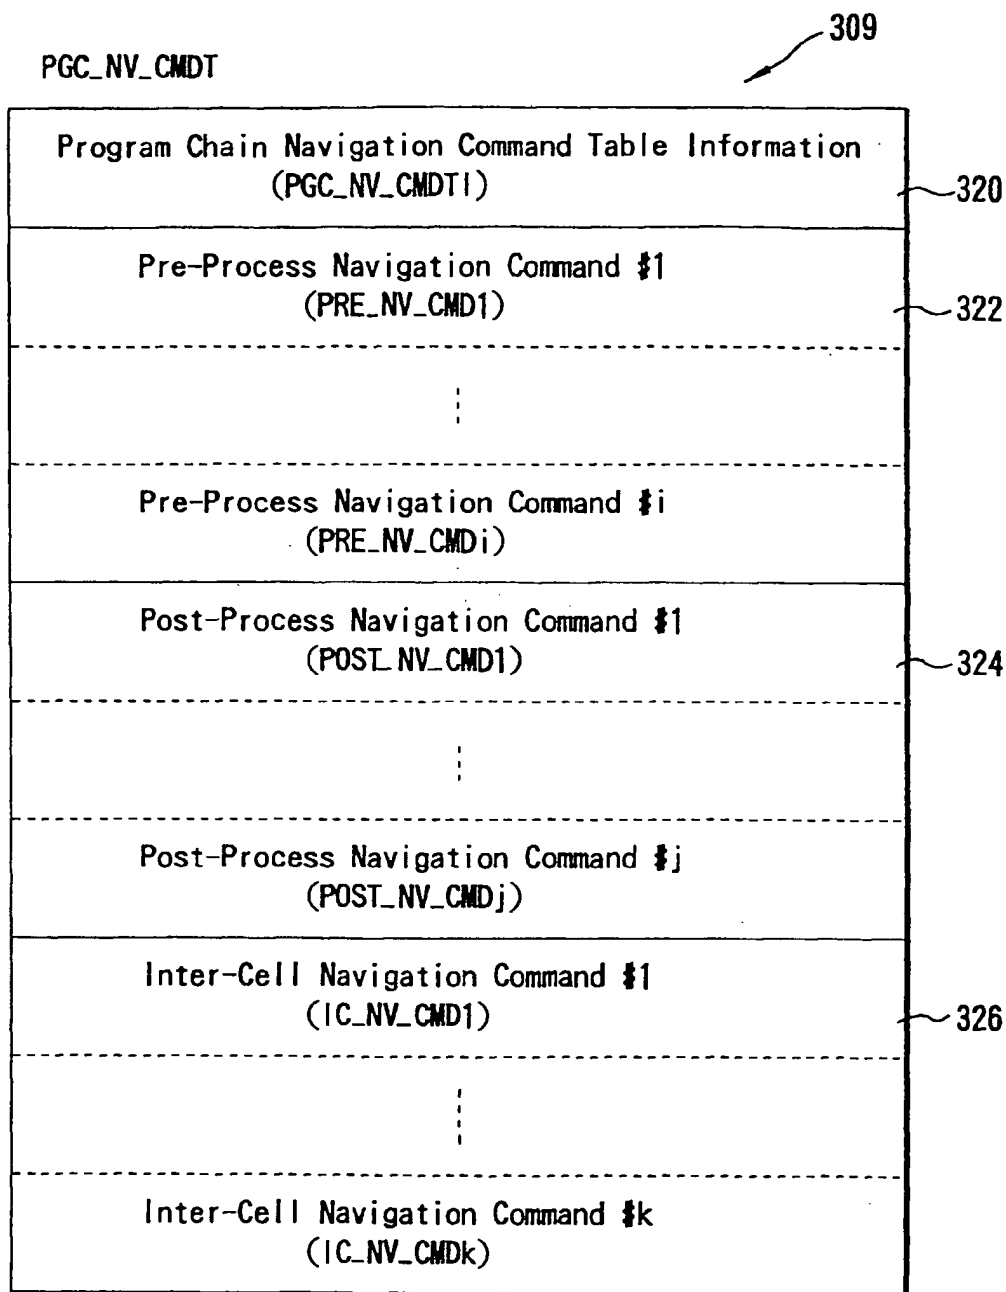 309
PGC_NV_CMDT
Program Chain Navigation Command Table Information
(PGC_NV_CMDTI)
320
Pre-Process Navigation Command #1
(PRE_NV_CMD1)
322
Pre-Process Navigation Command #i
(PRE_NV_CMDi)
Post-Process Navigation Command #1
(POST_NV_CMD1)
324
Post-Process Navigation Command #j
(POST_NV_CMDj)
Inter-Cell Navigation Command #1
(IC_NV_CMD1)
326
Inter-Cell Navigation Command #k
(IC_NV_CMDk)